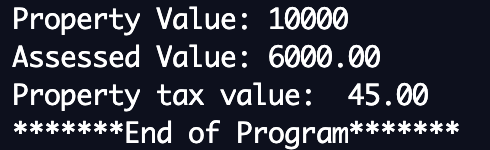 Property Value: 10000
Assessed Value: 6000.00
Property tax value:  45.00
*******End of Program*******